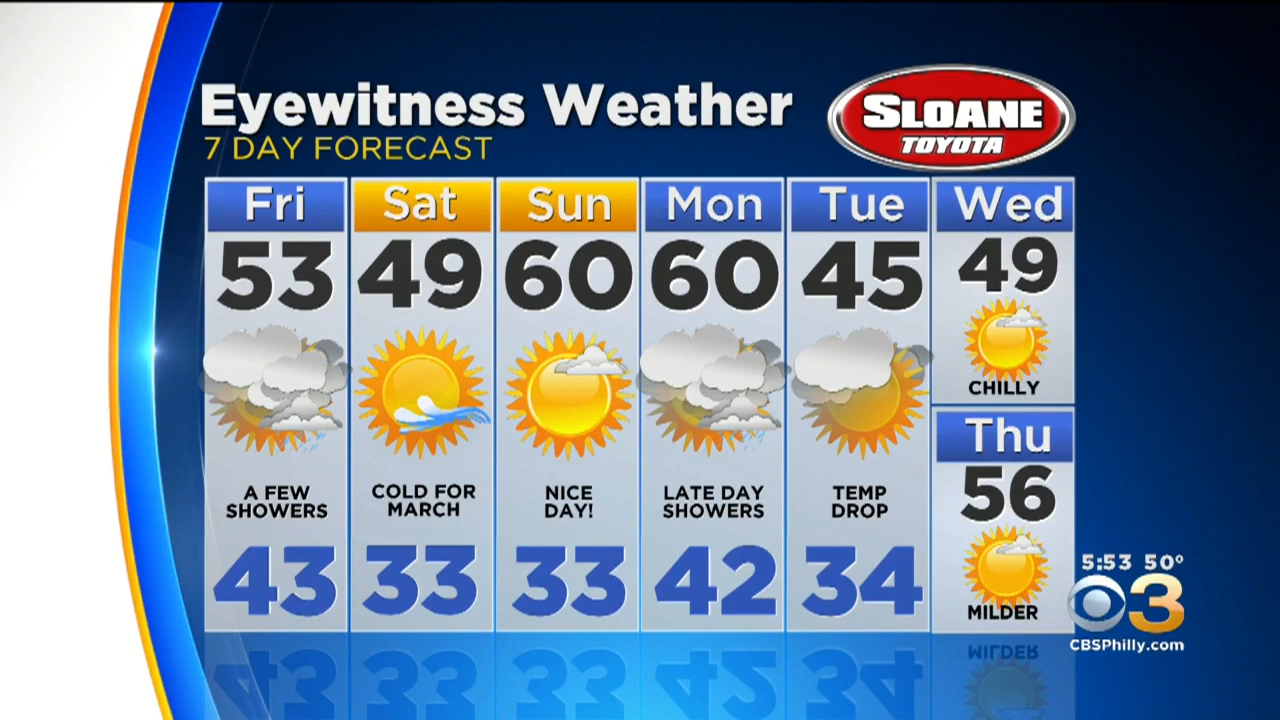 Eyewitness Weather
7 DAY FORECAST
SLOANE
TOYOTA
Fri
53
A FEW
SHOWERS
43
Sat
49
COLD FOR
MARCH
33
Sun
60
NICE
DAY!
33
Mon
60
LATE DAY
SHOWERS
42
Tue
45
TEMP
DROP
34
Wed
49
CHILLY
Thu
56
MILDER
5:53 50°
3
CBSPhilly.com